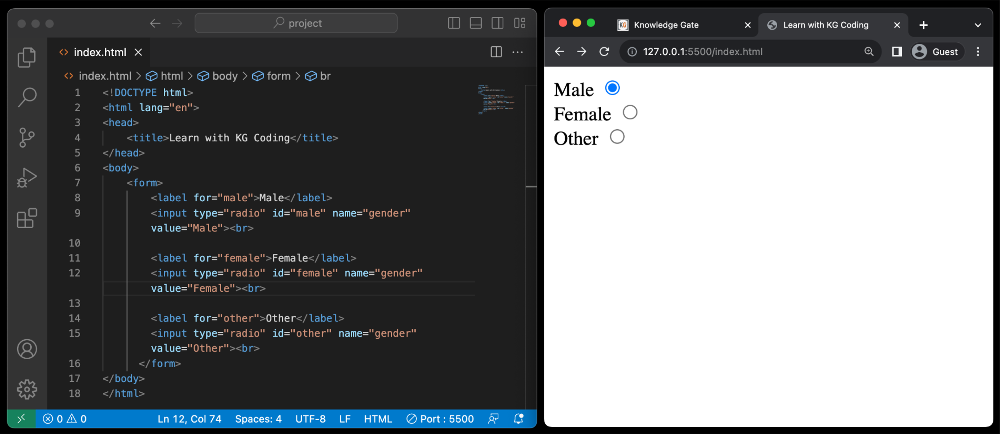 project
index.html
index.html > html > body > form > br
1 <!DOCTYPE html>
2 <html lang="en">
3 <head>
4 <title>Learn with KG Coding</title>
5 </head>
6 <body>
7 <form>
8 <label for="male">Male</label>
9 <input type="radio" id="male" name="gender"
value="Male"><br>
10
11 <label for="female">Female</label>
12 <input type="radio" id="female" name="gender"
value="Female"><br>
13
14 <label for="other">Other</label>
15 <input type="radio" id="other" name="gender"
value="Other"><br>
16 </form>
17 </body>
18 </html>
0 0 Ln 12, Col 74 Spaces: 4 UTF-8 LF HTML Port : 5500
KG Knowledge Gate Learn with KG Coding
127.0.0.1:5500/index.html Guest
Male
Female
Other